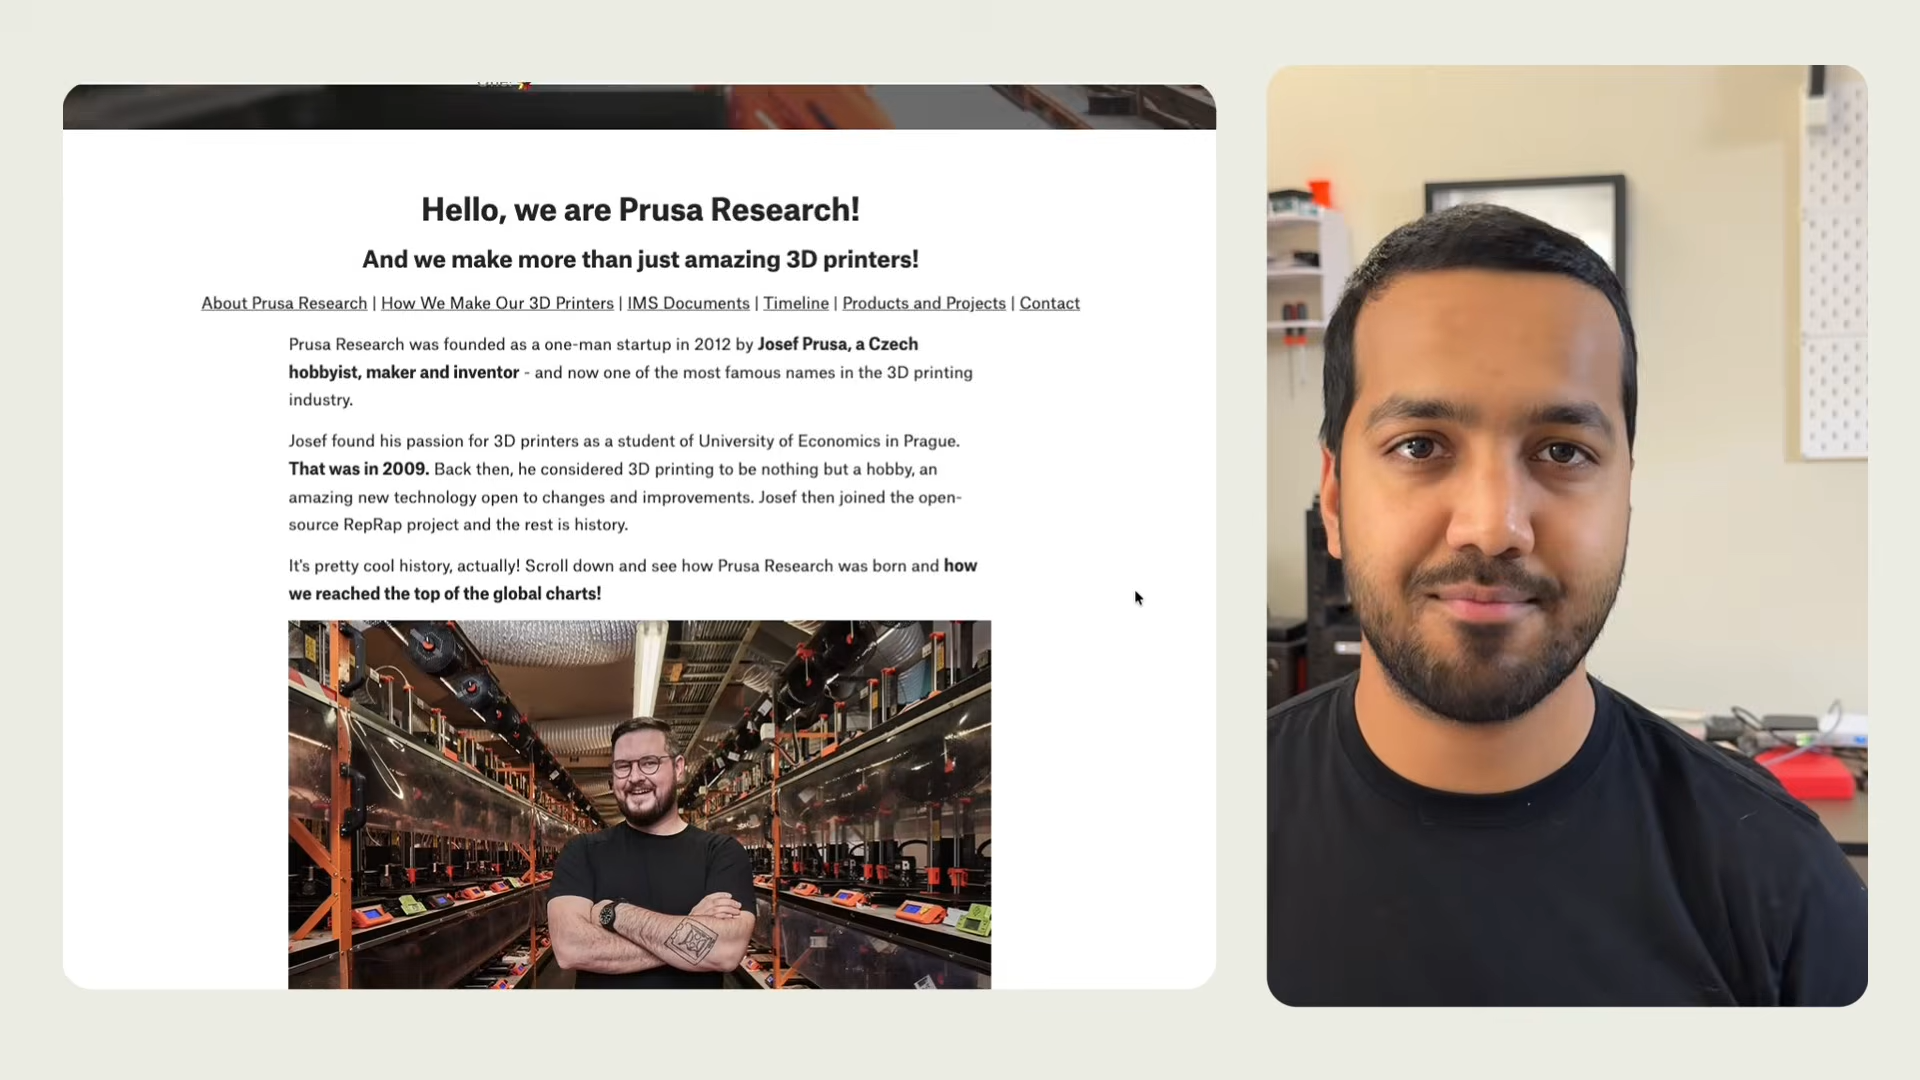 Hello, we are Prusa Research!
And we make more than just amazing 3D printers!
About Prusa Research | How We Make Our 3D Printers | IMS Documents | Timeline | Products and Projects | Contact
Prusa Research was founded as a one-man startup in 2012 by Josef Prusa, a Czech
hobbyist, maker and inventor - and now one of the most famous names in the 3D printing
industry.
Josef found his passion for 3D printers as a student of University of Economics in Prague.
That was in 2009. Back then, he considered 3D printing to be nothing but a hobby, an
amazing new technology open to changes and improvements. Josef then joined the open-
source RepRap project and the rest is history.
It's pretty cool history, actually! Scroll down and see how Prusa Research was born and how
we reached the top of the global charts!